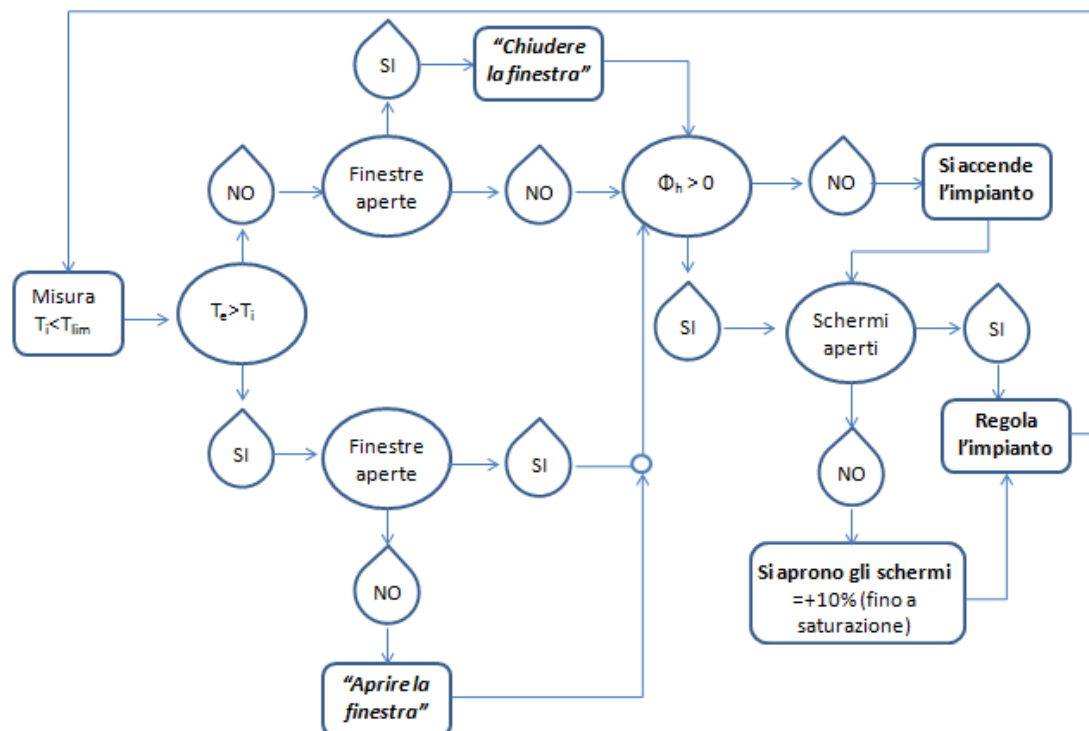 SI
“Chiudere
la finestra”
NO
Finestre
aperte
NO
Φh > 0
NO
Si accende
l’impianto
Misura
Ti<Tlim
Te>Ti
SI
Schermi
aperti
SI
SI
Finestre
aperte
SI
Regola
l’impianto
NO
NO
Si aprono gli schermi
=+10% (fino a
saturazione)
“Aprire la
finestra”